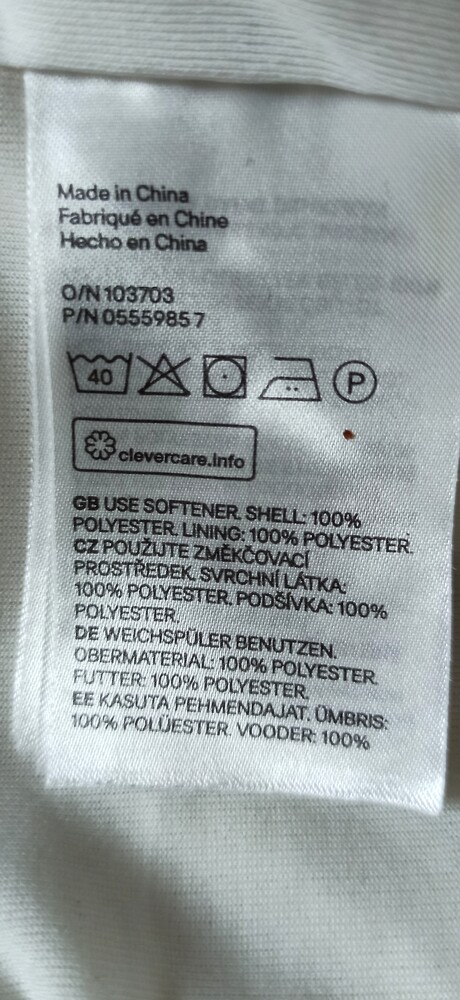 Made in China
Fabriqué en Chine
Hecho en China
O/N 103703
P/N 0555985 7
40 P
clevercare.info
GB USE SOFTENER. SHELL: 100%
POLYESTER. LINING: 100% POLYESTER.
CZ POUŽIJTE ZMĚKČOVACÍ
PROSTŘEDEK. SVRCHNÍ LÁTKA:
100% POLYESTER. PODŠÍVKA: 100%
POLYESTER.
DE WEICHSPÜLER BENUTZEN.
OBERMATERIAL: 100% POLYESTER.
FUTTER: 100% POLYESTER.
EE KASUTA PEHMENDAJAT. ÜMBRIS:
100% POLÜESTER. VOODER: 100%